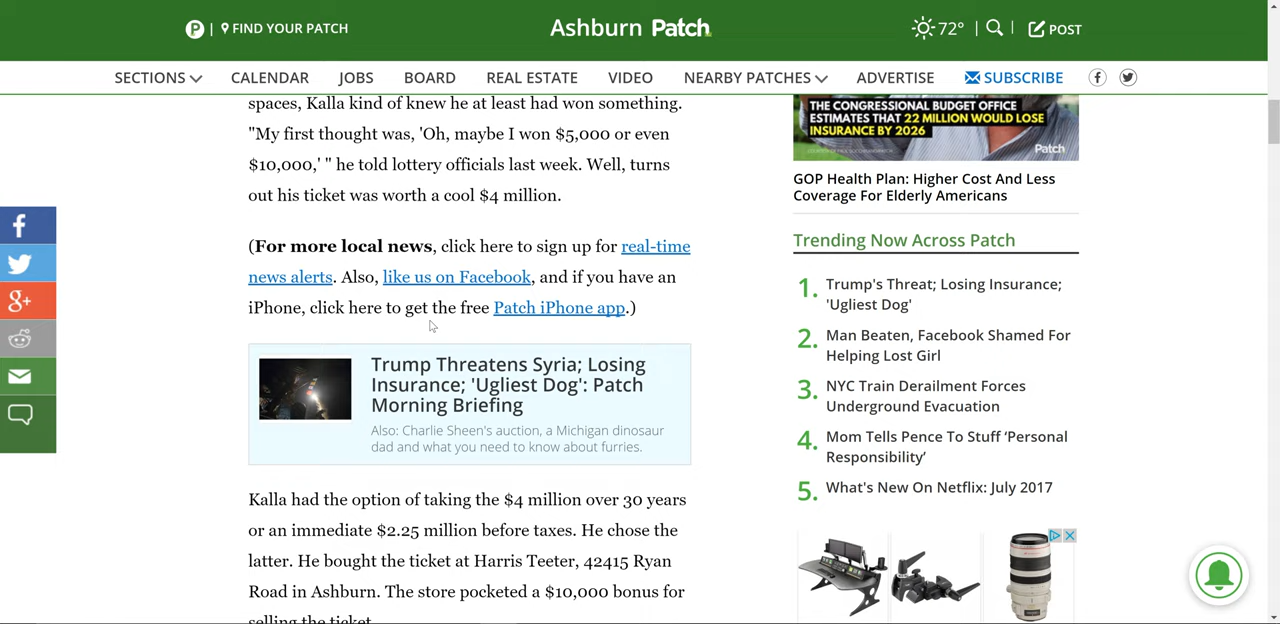 FIND YOUR PATCH
Ashburn Patch
72°
POST
SECTIONS
CALENDAR
JOBS
BOARD
REAL ESTATE
VIDEO
NEARBY PATCHES
ADVERTISE
SUBSCRIBE
spaces, Kalla kind of knew he at least had won something.
"My first thought was, 'Oh, maybe I won $5,000 or even
$10,000,' " he told lottery officials last week. Well, turns
out his ticket was worth a cool $4 million.
(For more local news, click here to sign up for real-time
news alerts. Also, like us on Facebook, and if you have an
iPhone, click here to get the free Patch iPhone app.)
Trump Threatens Syria; Losing
Insurance; 'Ugliest Dog': Patch
Morning Briefing
Also: Charlie Sheen's auction, a Michigan dinosaur
dad and what you need to know about furries.
Kalla had the option of taking the $4 million over 30 years
or an immediate $2.25 million before taxes. He chose the
latter. He bought the ticket at Harris Teeter, 42415 Ryan
Road in Ashburn. The store pocketed a $10,000 bonus for
selling the ticket.
THE CONGRESSIONAL BUDGET OFFICE
ESTIMATES THAT 22 MILLION WOULD LOSE
INSURANCE BY 2026
Patch
GOP Health Plan: Higher Cost And Less
Coverage For Elderly Americans
Trending Now Across Patch
1. Trump's Threat; Losing Insurance;
'Ugliest Dog'
2. Man Beaten, Facebook Shamed For
Helping Lost Girl
3. NYC Train Derailment Forces
Underground Evacuation
4. Mom Tells Pence To Stuff ‘Personal
Responsibility’
5. What's New On Netflix: July 2017